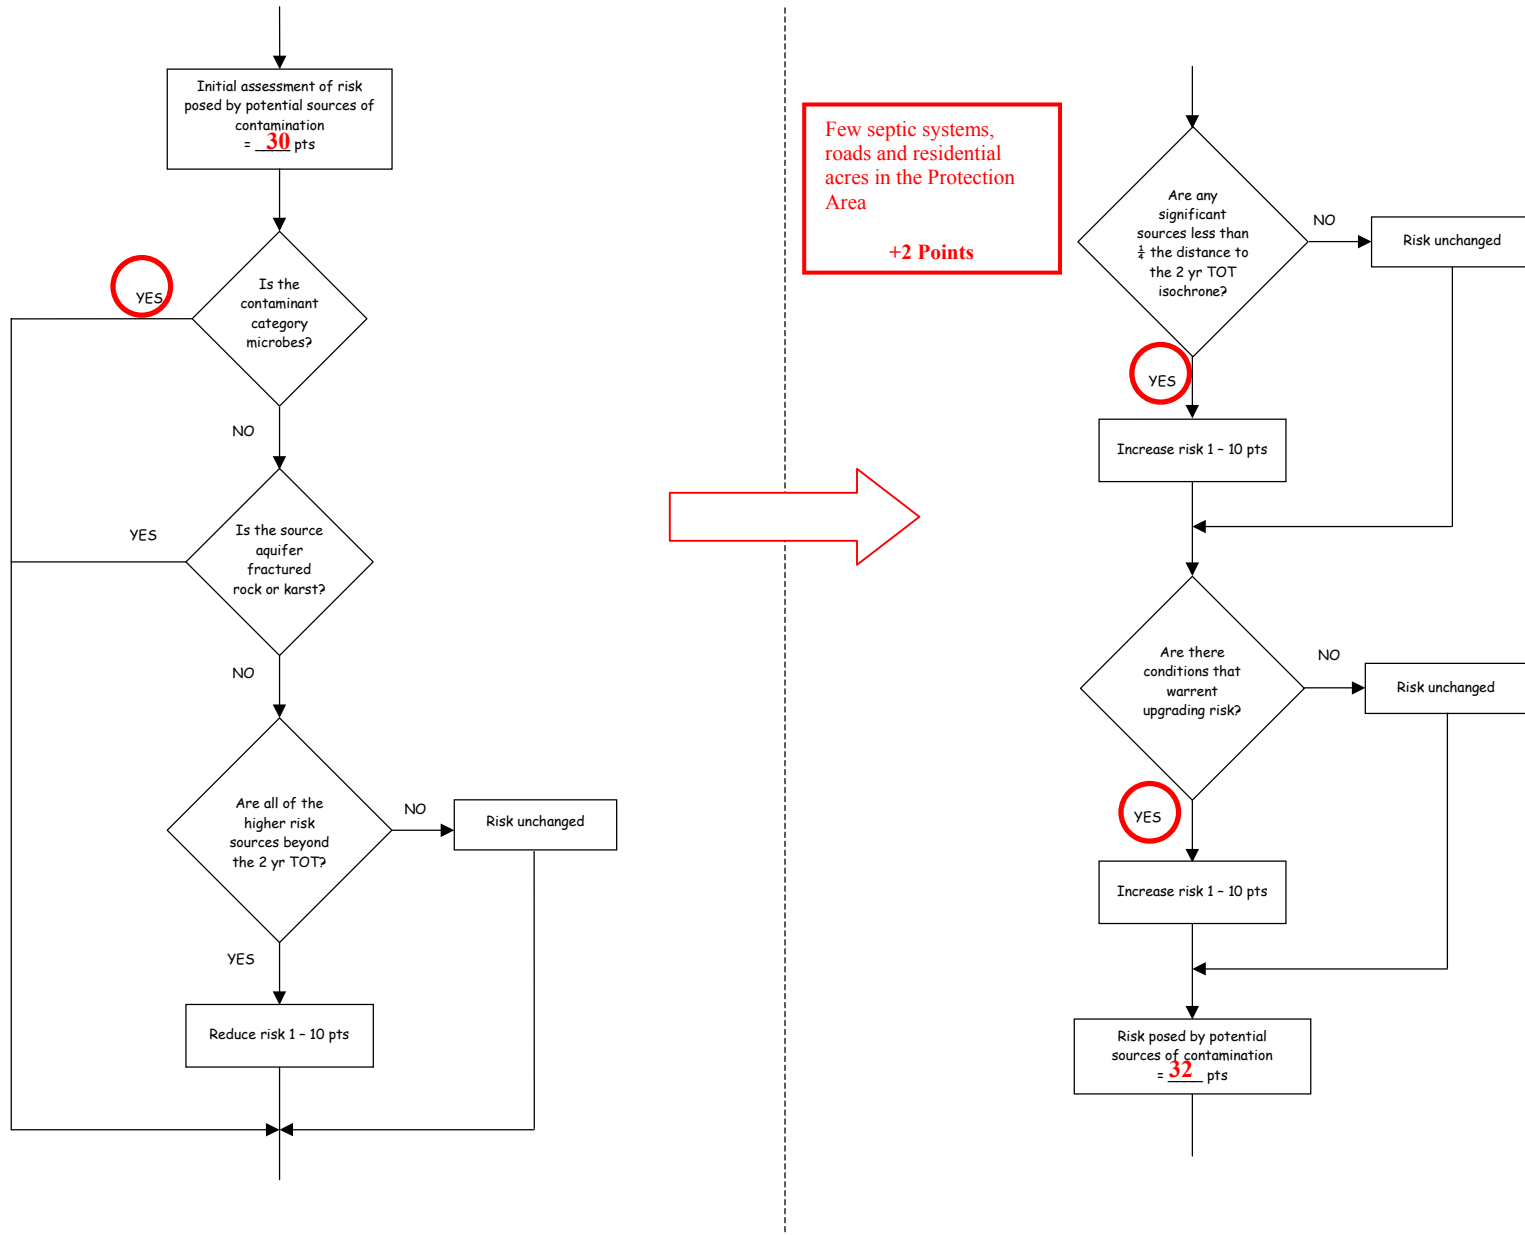 Initial assessment of risk
posed by potential sources of
contamination
= 30 pts
YES
Is the
contaminant
category
microbes?
NO
YES
Is the source
aquifer
fractured
rock or karst?
NO
Are all of the
higher risk
sources beyond
the 2 yr TOT?
NO
Risk unchanged
YES
Reduce risk 1 – 10 pts
Few septic systems,
roads and residential
acres in the Protection
Area
+2 Points
Are any
significant
sources less than
¼ the distance to
the 2 yr TOT
isochrone?
NO
Risk unchanged
YES
Increase risk 1 – 10 pts
Are there
conditions that
warrent
upgrading risk?
NO
Risk unchanged
YES
Increase risk 1 – 10 pts
Risk posed by potential
sources of contamination
= 32 pts